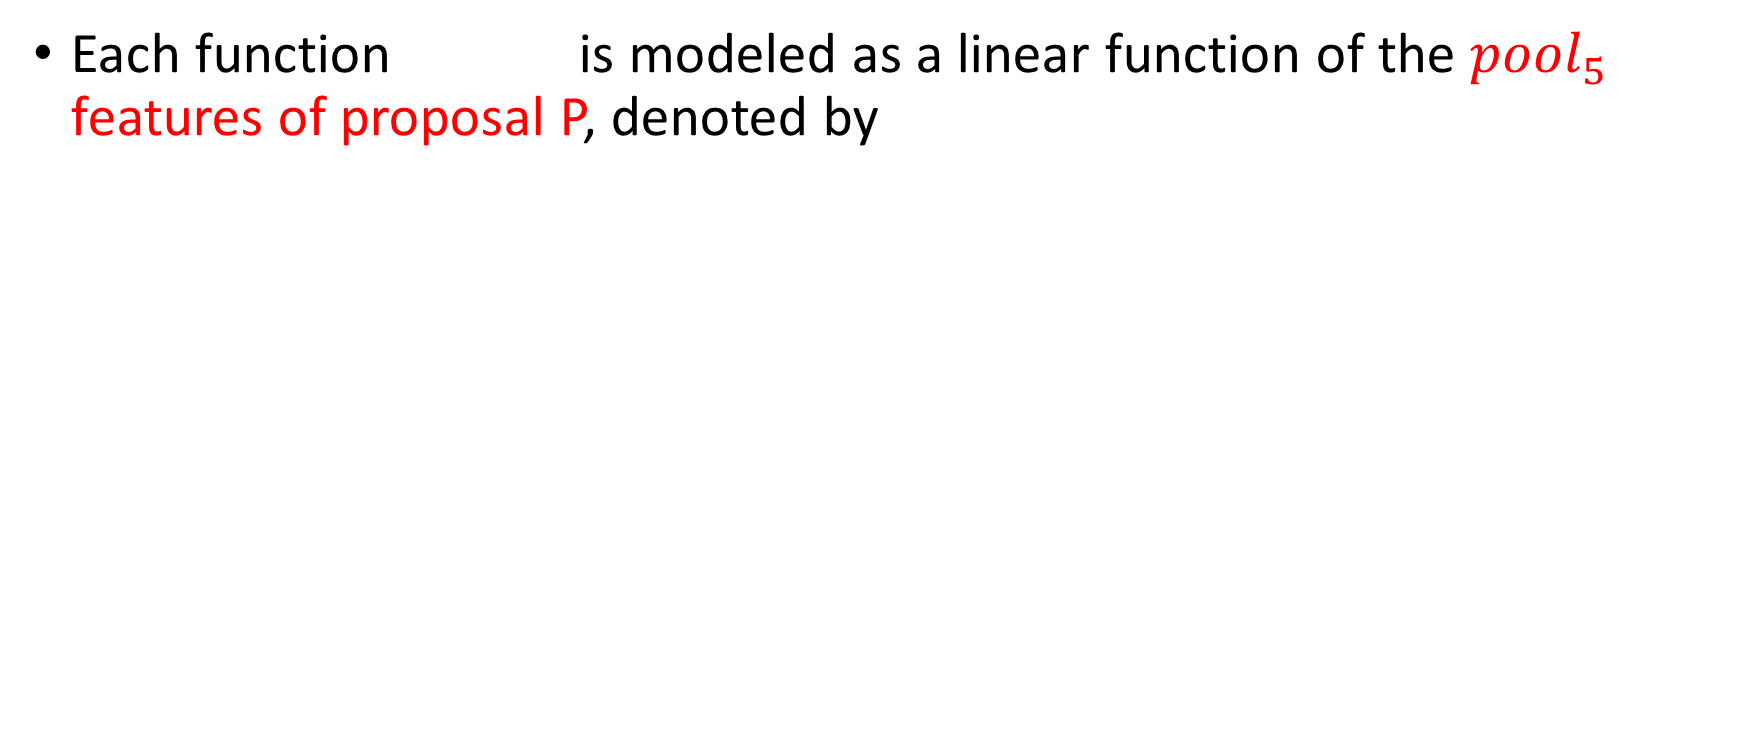 • Each function is modeled as a linear function of the 𝑝𝑜𝑜𝑙₅
features of proposal P, denoted by